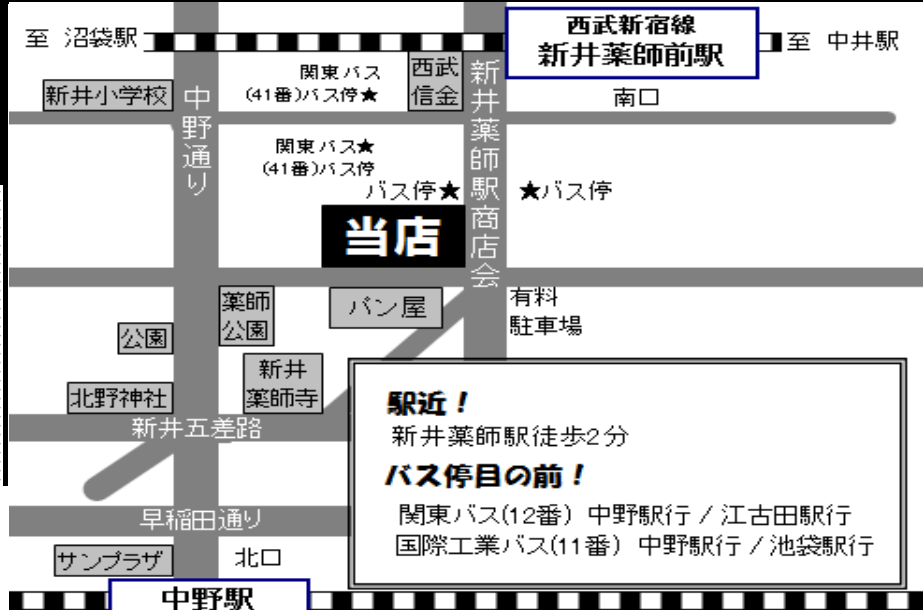 西武新宿線
新井薬師前駅
至 沼袋駅
至 中井駅
関東バス
(41番)バス停★
西武
信金
新井小学校
南口
中野通り
新井薬師駅商店会
関東バス★
(41番)バス停
バス停★
★バス停
当店
薬師
公園
パン屋
有料
駐車場
公園
新井
薬師寺
北野神社
新井五差路
駅近!
新井薬師駅徒歩2分
バス停目の前!
関東バス(12番) 中野駅行 / 江古田駅行
国際工業バス(11番) 中野駅行 / 池袋駅行
早稲田通り
サンプラザ
北口
中野駅